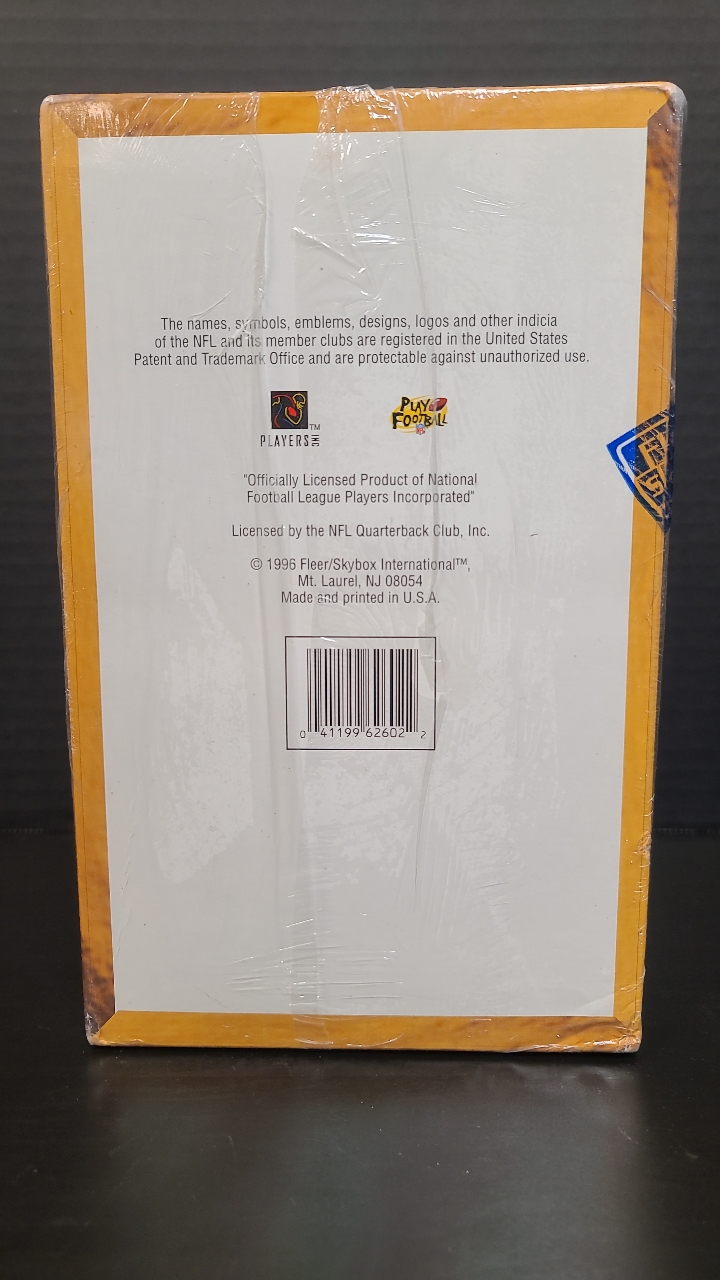 The names, symbols, emblems, designs, logos and other indicia
of the NFL and its member clubs are registered in the United States
Patent and Trademark Office and are protectable against unauthorized use.
TM
PLAYERS INC
PLAY
FOOTBALL
"Officially Licensed Product of National
Football League Players Incorporated"
Licensed by the NFL Quarterback Club, Inc.
© 1996 Fleer/Skybox International™,
Mt. Laurel, NJ 08054
Made and printed in U.S.A.
0 41199 62602 2